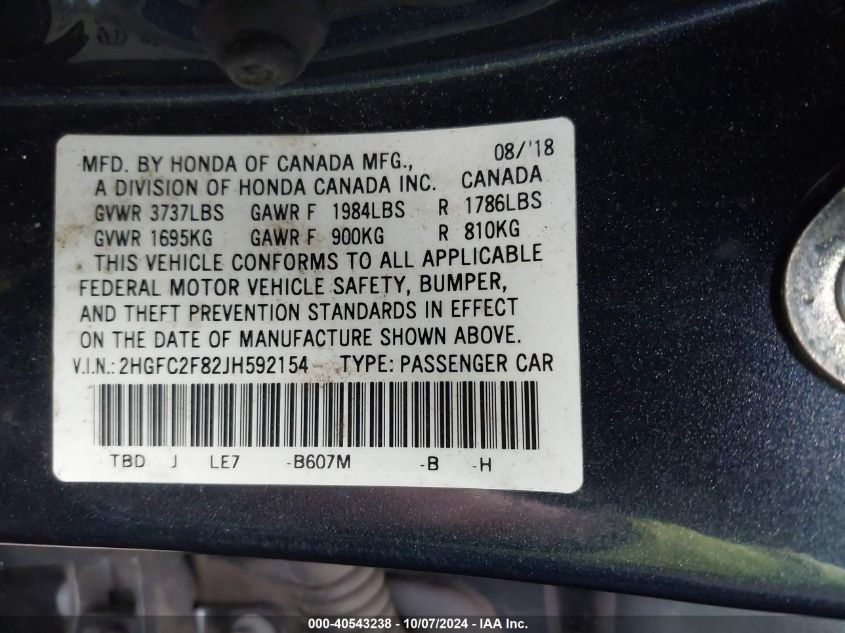 MFD. BY HONDA OF CANADA MFG., 08/'18
A DIVISION OF HONDA CANADA INC. CANADA
GVWR 3737LBS GAWR F 1984LBS R 1786LBS
GVWR 1695KG GAWR F 900KG R 810KG
THIS VEHICLE CONFORMS TO ALL APPLICABLE
FEDERAL MOTOR VEHICLE SAFETY, BUMPER,
AND THEFT PREVENTION STANDARDS IN EFFECT
ON THE DATE OF MANUFACTURE SHOWN ABOVE.
V.I.N.: 2HGFC2F82JH592154 TYPE: PASSENGER CAR
TBD J LE7 -B607M -B -H
000-40543238 - 10/07/2024 - IAA Inc.